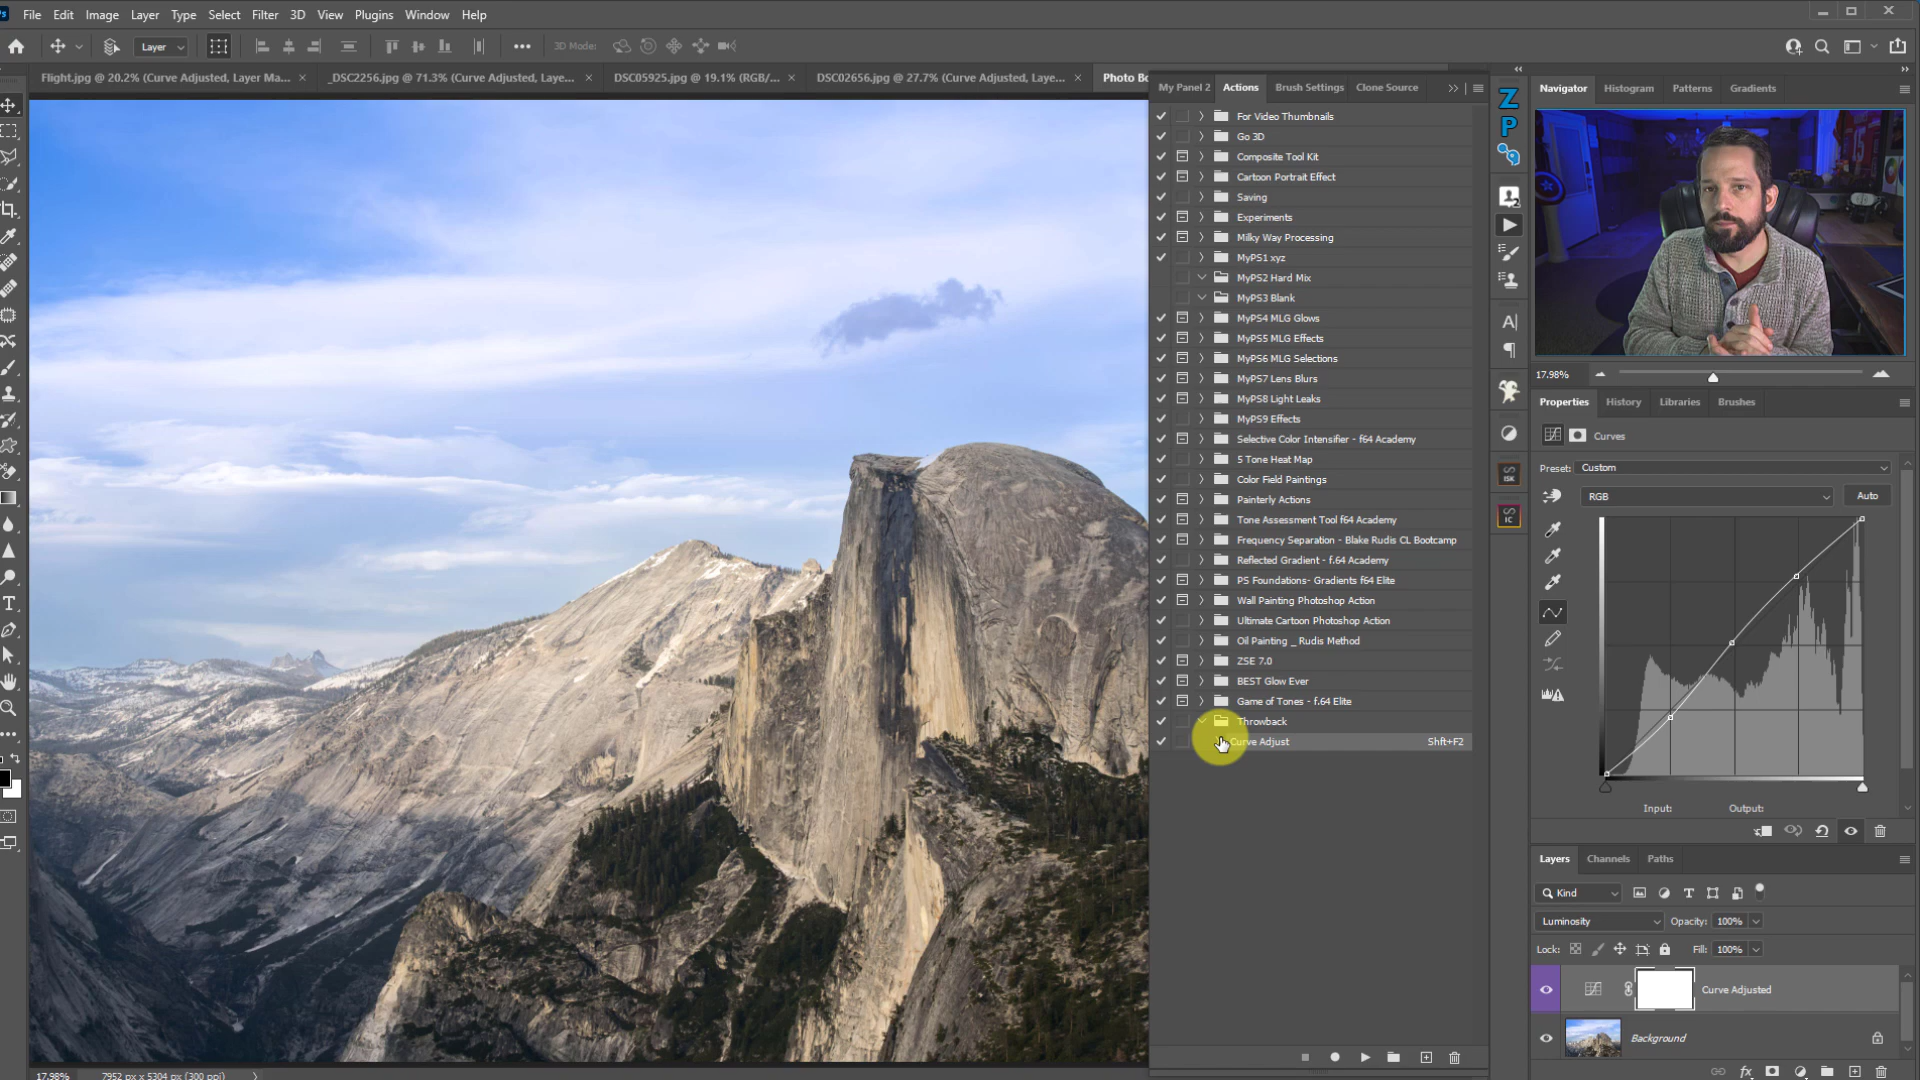 File Edit Image Layer Type Select Filter 3D View Plugins Window Help
Layer 3D Mode:
Flight.jpg @ 20.2% (Curve Adjusted, Layer Ma... _DSC2256.jpg @ 71.3% (Curve Adjusted, Laye... DSC05925.jpg @ 19.1% (RGB/... DSC02656.jpg @ 27.7% (Curve Adjusted, Laye... Photo Bo
My Panel 2 Actions Brush Settings Clone Source
For Video Thumbnails
Go 3D
Composite Tool Kit
Cartoon Portrait Effect
Saving
Experiments
Milky Way Processing
MyPS1 xyz
MyPS2 Hard Mix
MyPS3 Blank
MyPS4 MLG Glows
MyPS5 MLG Effects
MyPS6 MLG Selections
MyPS7 Lens Blurs
MyPS8 Light Leaks
MyPS9 Effects
Selective Color Intensifier - f64 Academy
5 Tone Heat Map
Color Field Paintings
Painterly Actions
Tone Assessment Tool f64 Academy
Frequency Separation - Blake Rudis CL Bootcamp
Reflected Gradient - f.64 Academy
PS Foundations- Gradients f64 Elite
Wall Painting Photoshop Action
Ultimate Cartoon Photoshop Action
Oil Painting _ Rudis Method
ZSE 7.0
BEST Glow Ever
Game of Tones - f.64 Elite
Throwback
Curve Adjust Shft+F2
Z
P
ISK
IC
Navigator Histogram Patterns Gradients
17.98%
Properties History Libraries Brushes
Curves
Preset: Custom
RGB Auto
Input: Output:
Layers Channels Paths
Kind
Luminosity Opacity: 100%
Lock: Fill: 100%
Curve Adjusted
Background
17.98% 7952 px x 5304 px (300 ppi)